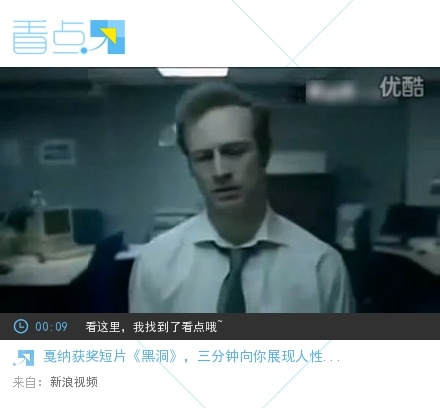 看点
优酷
00:09 看这里，我找到了看点哦~
戛纳获奖短片《黑洞》，三分钟向你展现人性...
来自：新浪视频